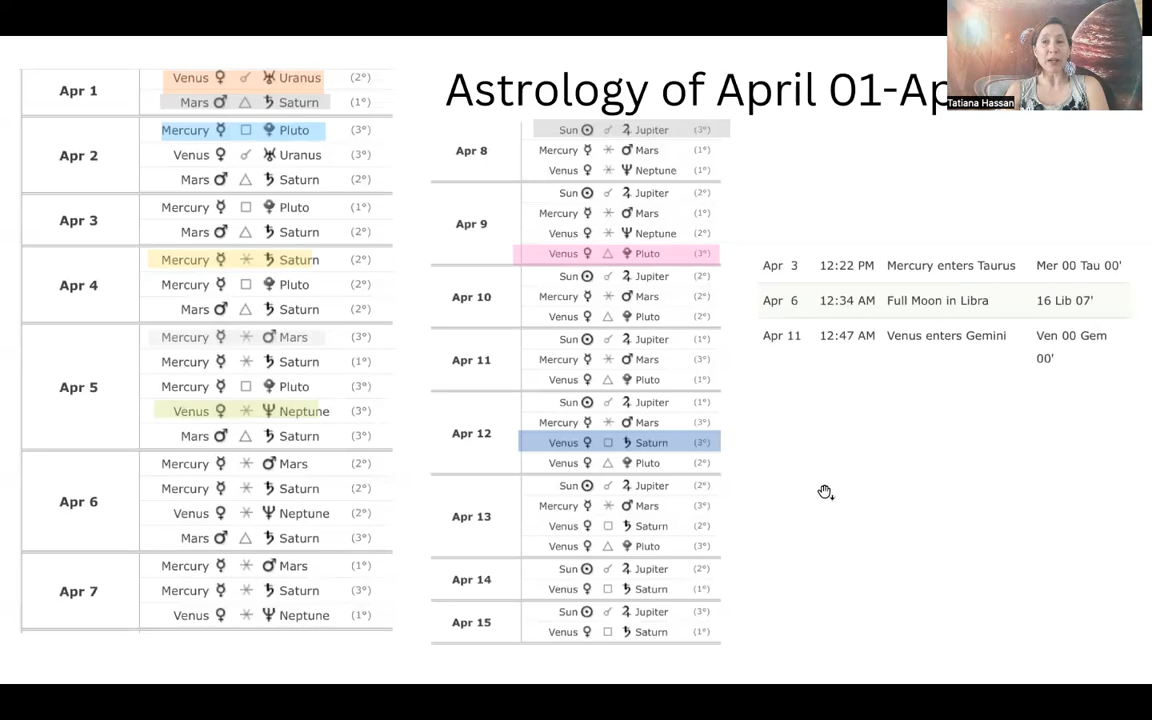 Astrology of April 01-Ap
Tatiana Hassan
Apr 1
Venus ♀ ☌ ♅ Uranus (2°)
Mars ♂ △ ♄ Saturn (1°)
Apr 2
Mercury ☿ □ Pluto (3°)
Venus ♀ ☌ ♅ Uranus (3°)
Mars ♂ △ ♄ Saturn (2°)
Apr 3
Mercury ☿ □ Pluto (1°)
Mars ♂ △ ♄ Saturn (2°)
Apr 4
Mercury ☿ ⚹ ♄ Saturn (2°)
Mercury ☿ □ Pluto (2°)
Mars ♂ △ ♄ Saturn (2°)
Apr 5
Mercury ☿ ⚹ ♂ Mars (3°)
Mercury ☿ ⚹ ♄ Saturn (1°)
Mercury ☿ □ Pluto (3°)
Venus ♀ ⚹ ♆ Neptune (3°)
Mars ♂ △ ♄ Saturn (3°)
Apr 6
Mercury ☿ ⚹ ♂ Mars (2°)
Mercury ☿ ⚹ ♄ Saturn (2°)
Venus ♀ ⚹ ♆ Neptune (2°)
Mars ♂ △ ♄ Saturn (3°)
Apr 7
Mercury ☿ ⚹ ♂ Mars (1°)
Mercury ☿ ⚹ ♄ Saturn (3°)
Venus ♀ ⚹ ♆ Neptune (1°)
Apr 8
Sun ☉ ☌ ♃ Jupiter (3°)
Mercury ☿ ⚹ ♂ Mars (1°)
Venus ♀ ⚹ ♆ Neptune (1°)
Apr 9
Sun ☉ ☌ ♃ Jupiter (2°)
Mercury ☿ ⚹ ♂ Mars (1°)
Venus ♀ ⚹ ♆ Neptune (2°)
Venus ♀ △ Pluto (3°)
Apr 10
Sun ☉ ☌ ♃ Jupiter (2°)
Mercury ☿ ⚹ ♂ Mars (2°)
Venus ♀ △ Pluto (2°)
Apr 11
Sun ☉ ☌ ♃ Jupiter (1°)
Mercury ☿ ⚹ ♂ Mars (3°)
Venus ♀ △ Pluto (1°)
Apr 12
Sun ☉ ☌ ♃ Jupiter (1°)
Mercury ☿ ⚹ ♂ Mars (3°)
Venus ♀ □ ♄ Saturn (3°)
Venus ♀ △ Pluto (2°)
Apr 13
Sun ☉ ☌ ♃ Jupiter (2°)
Mercury ☿ ⚹ ♂ Mars (3°)
Venus ♀ □ ♄ Saturn (2°)
Venus ♀ △ Pluto (3°)
Apr 14
Sun ☉ ☌ ♃ Jupiter (2°)
Venus ♀ □ ♄ Saturn (1°)
Apr 15
Sun ☉ ☌ ♃ Jupiter (3°)
Venus ♀ □ ♄ Saturn (1°)
Apr 3 12:22 PM Mercury enters Taurus Mer 00 Tau 00'
Apr 6 12:34 AM Full Moon in Libra 16 Lib 07'
Apr 11 12:47 AM Venus enters Gemini Ven 00 Gem
00'